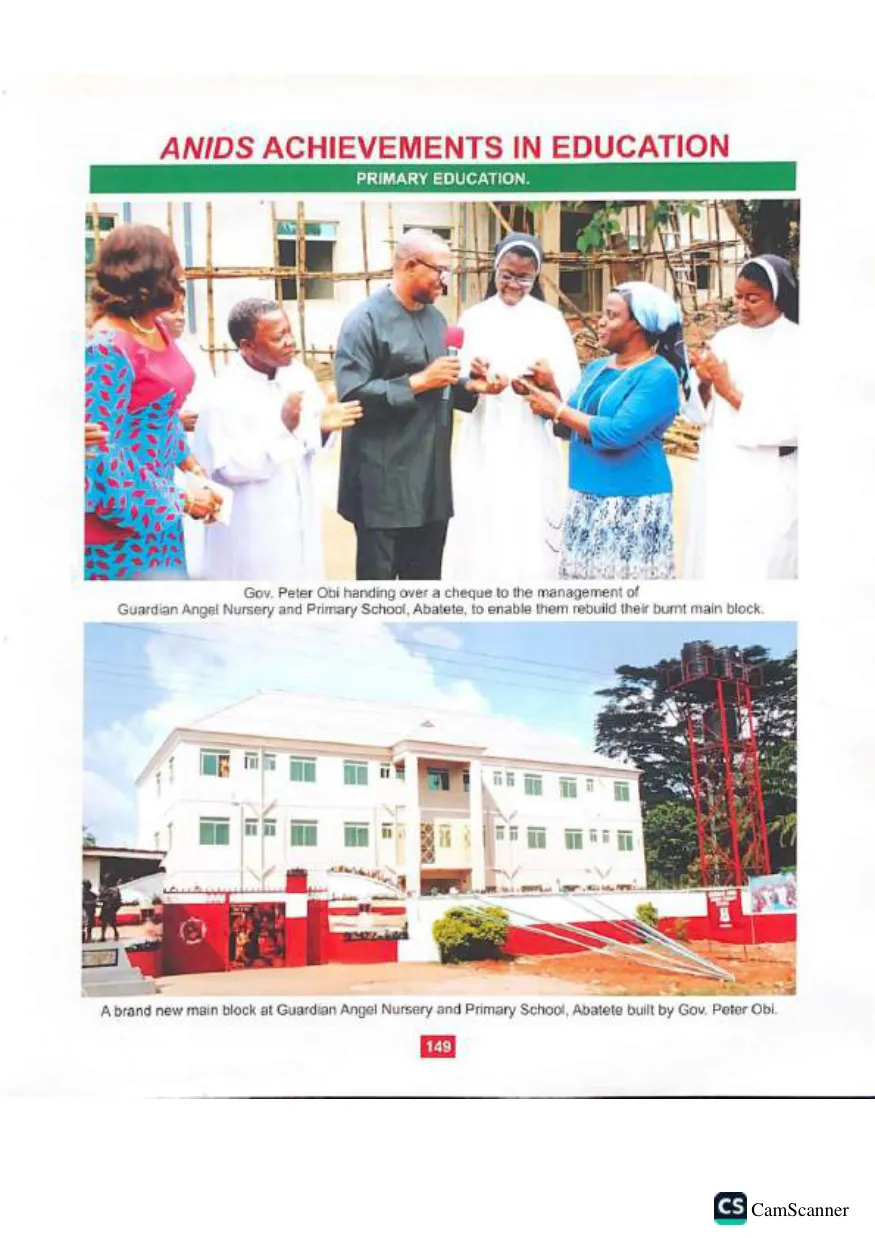 ANIDS ACHIEVEMENTS IN EDUCATION
PRIMARY EDUCATION.
Gov. Peter Obi handing over a cheque to the management of
Guardian Angel Nursery and Primary School, Abatete, to enable them rebuild their burnt main block.
A brand new main block at Guardian Angel Nursery and Primary School, Abatete built by Gov. Peter Obi.
149
CS CamScanner